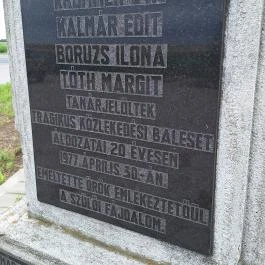 KALMÁR EDIT
BORUZS ILONA
TÓTH MARGIT
TANÁRJELÖLTEK
TRAGIKUS KÖZLEKEDÉSI BALESET
ÁLDOZATAI 20 ÉVESEN
1977. ÁPRILIS 30.-ÁN.
EMELTETTE ÖRÖK EMLÉKEZTETŐÜL
A SZÜLŐI FÁJDALOM.